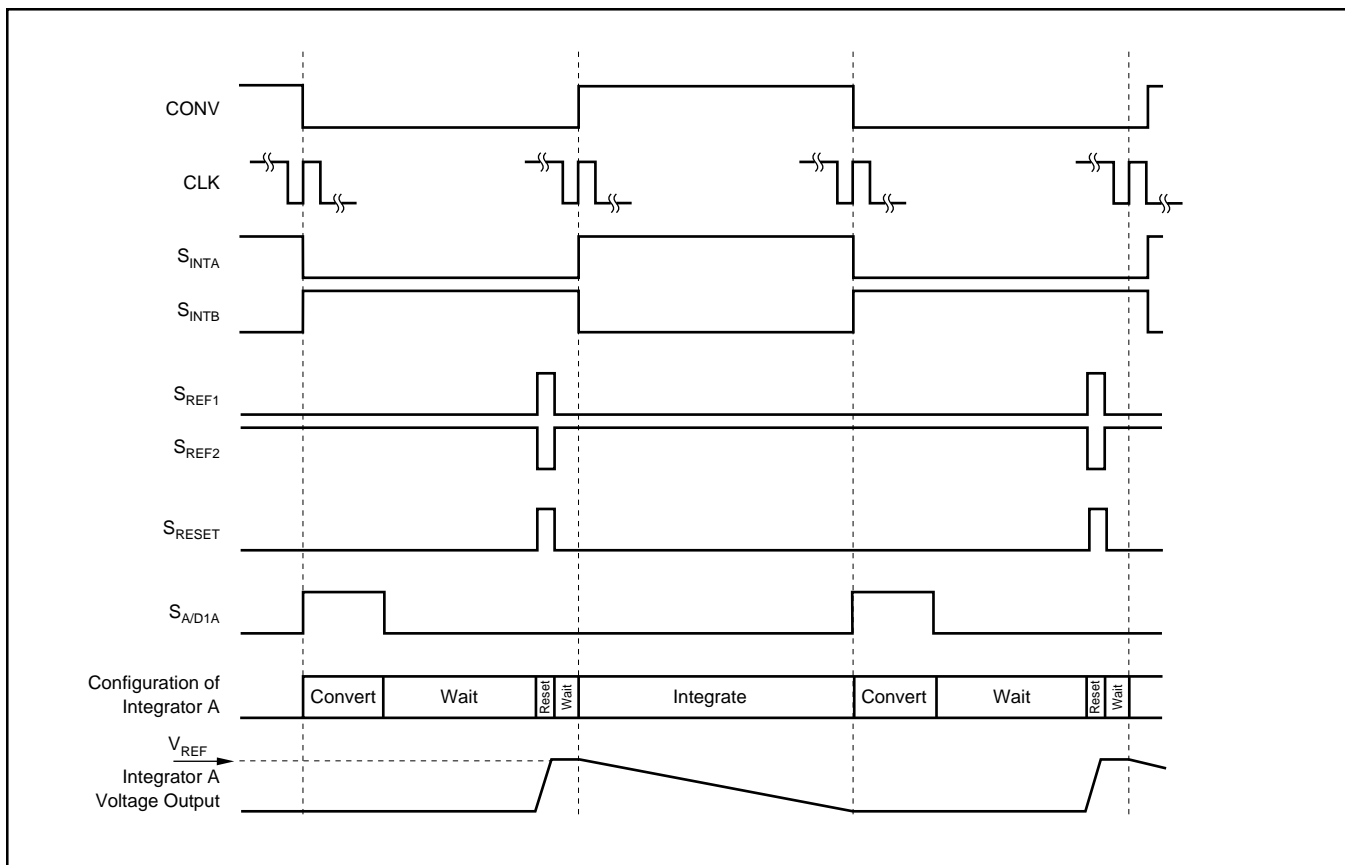 CONV
CLK
SINTA
SINTB
SREF1
SREF2
SRESET
SA/D1A
Configuration of
Integrator A
Convert Wait Reset Wait Integrate Convert Wait Reset Wait
VREF
Integrator A
Voltage Output